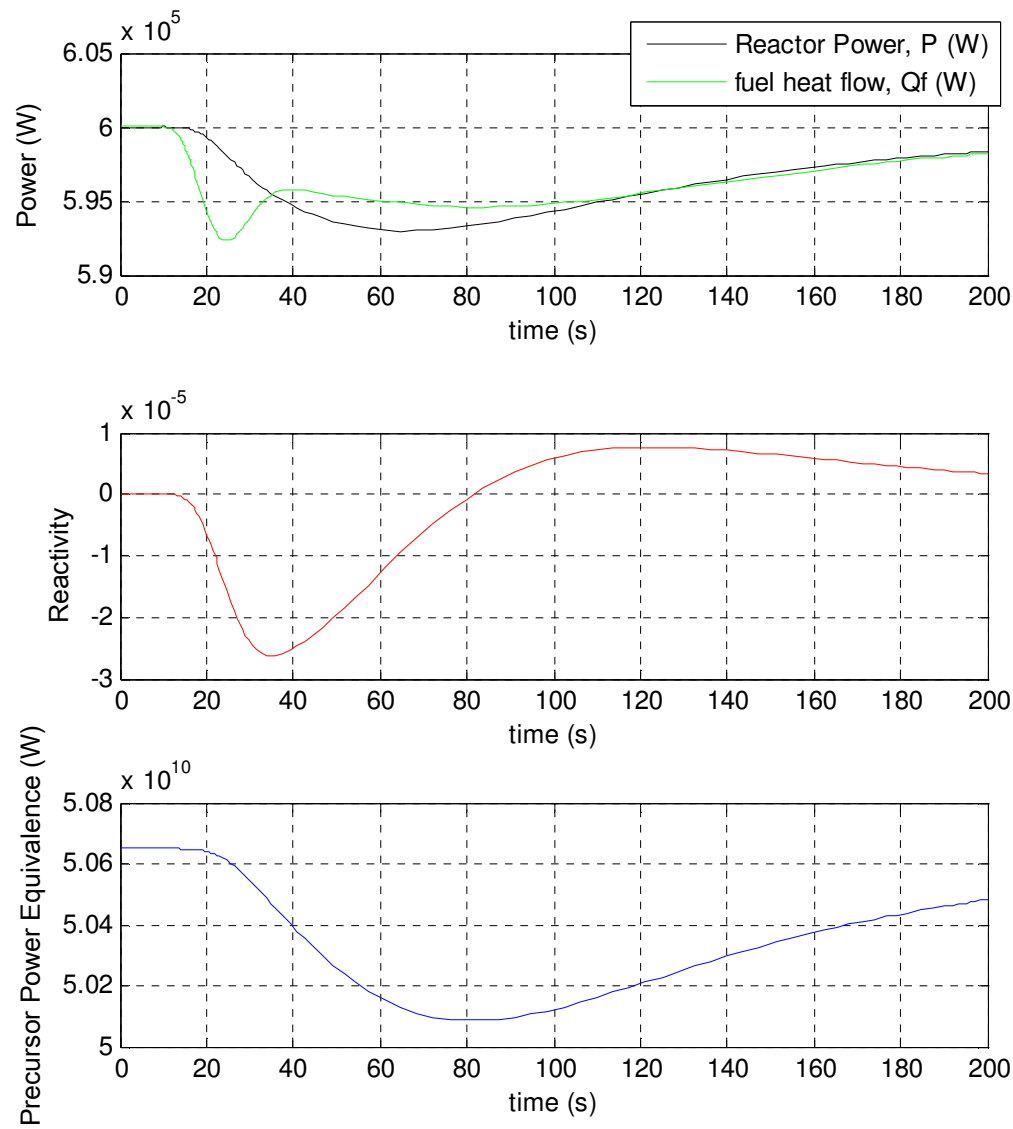 x 10^5
6.05
6
5.95
5.9
Power (W)
Reactor Power, P (W)
fuel heat flow, Qf (W)
0 20 40 60 80 100 120 140 160 180 200
time (s)
x 10^-5
1
0
-1
-2
-3
Reactivity
0 20 40 60 80 100 120 140 160 180 200
time (s)
x 10^10
5.08
5.06
5.04
5.02
5
Precursor Power Equivalence (W)
0 20 40 60 80 100 120 140 160 180 200
time (s)